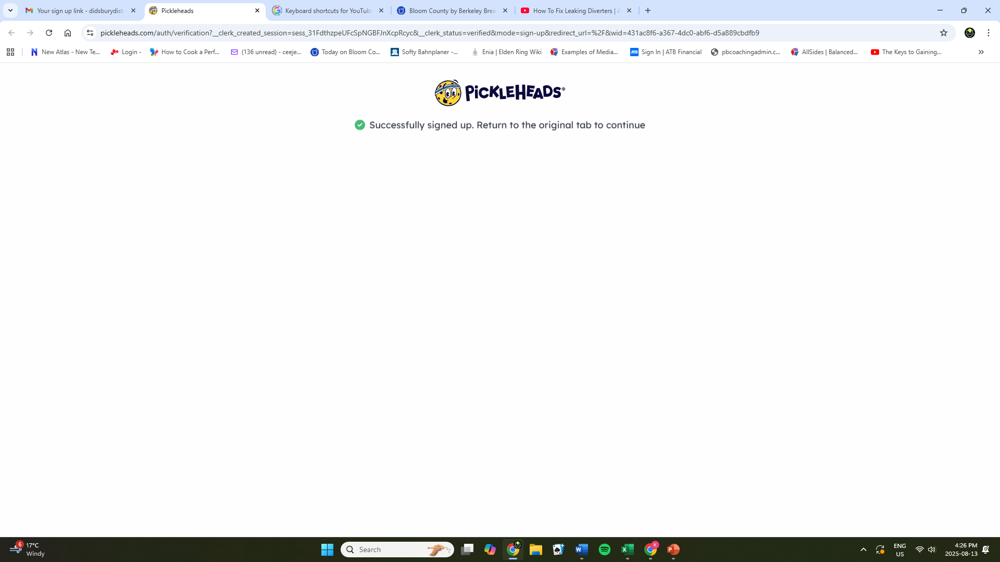 Your sign up link - didsburydist
Pickleheads
Keyboard shortcuts for YouTube
Bloom County by Berkeley Brea
How To Fix Leaking Diverters | A
pickleheads.com/auth/verification?__clerk_created_session=sess_31FdthzpeUFcSpNGBFJnXcpRcyc&__clerk_status=verified&mode=sign-up&redirect_url=%2F&wid=431ac8f6-a367-4dc0-abf6-d5a889cbdfb9
New Atlas - New Te...
Login -
How to Cook a Perf...
(136 unread) - ceeje...
Today on Bloom Co...
Softy Bahnplaner -...
Enia | Elden Ring Wiki
Examples of Media...
ATB
Sign In | ATB Financial
pbcoachingadmin.c...
AllSides | Balanced...
The Keys to Gaining...
PICKLEHEADS®
Successfully signed up. Return to the original tab to continue
6
17°C
Windy
Search
W
X
K
P
ENG
US
4:26 PM
2025-08-13